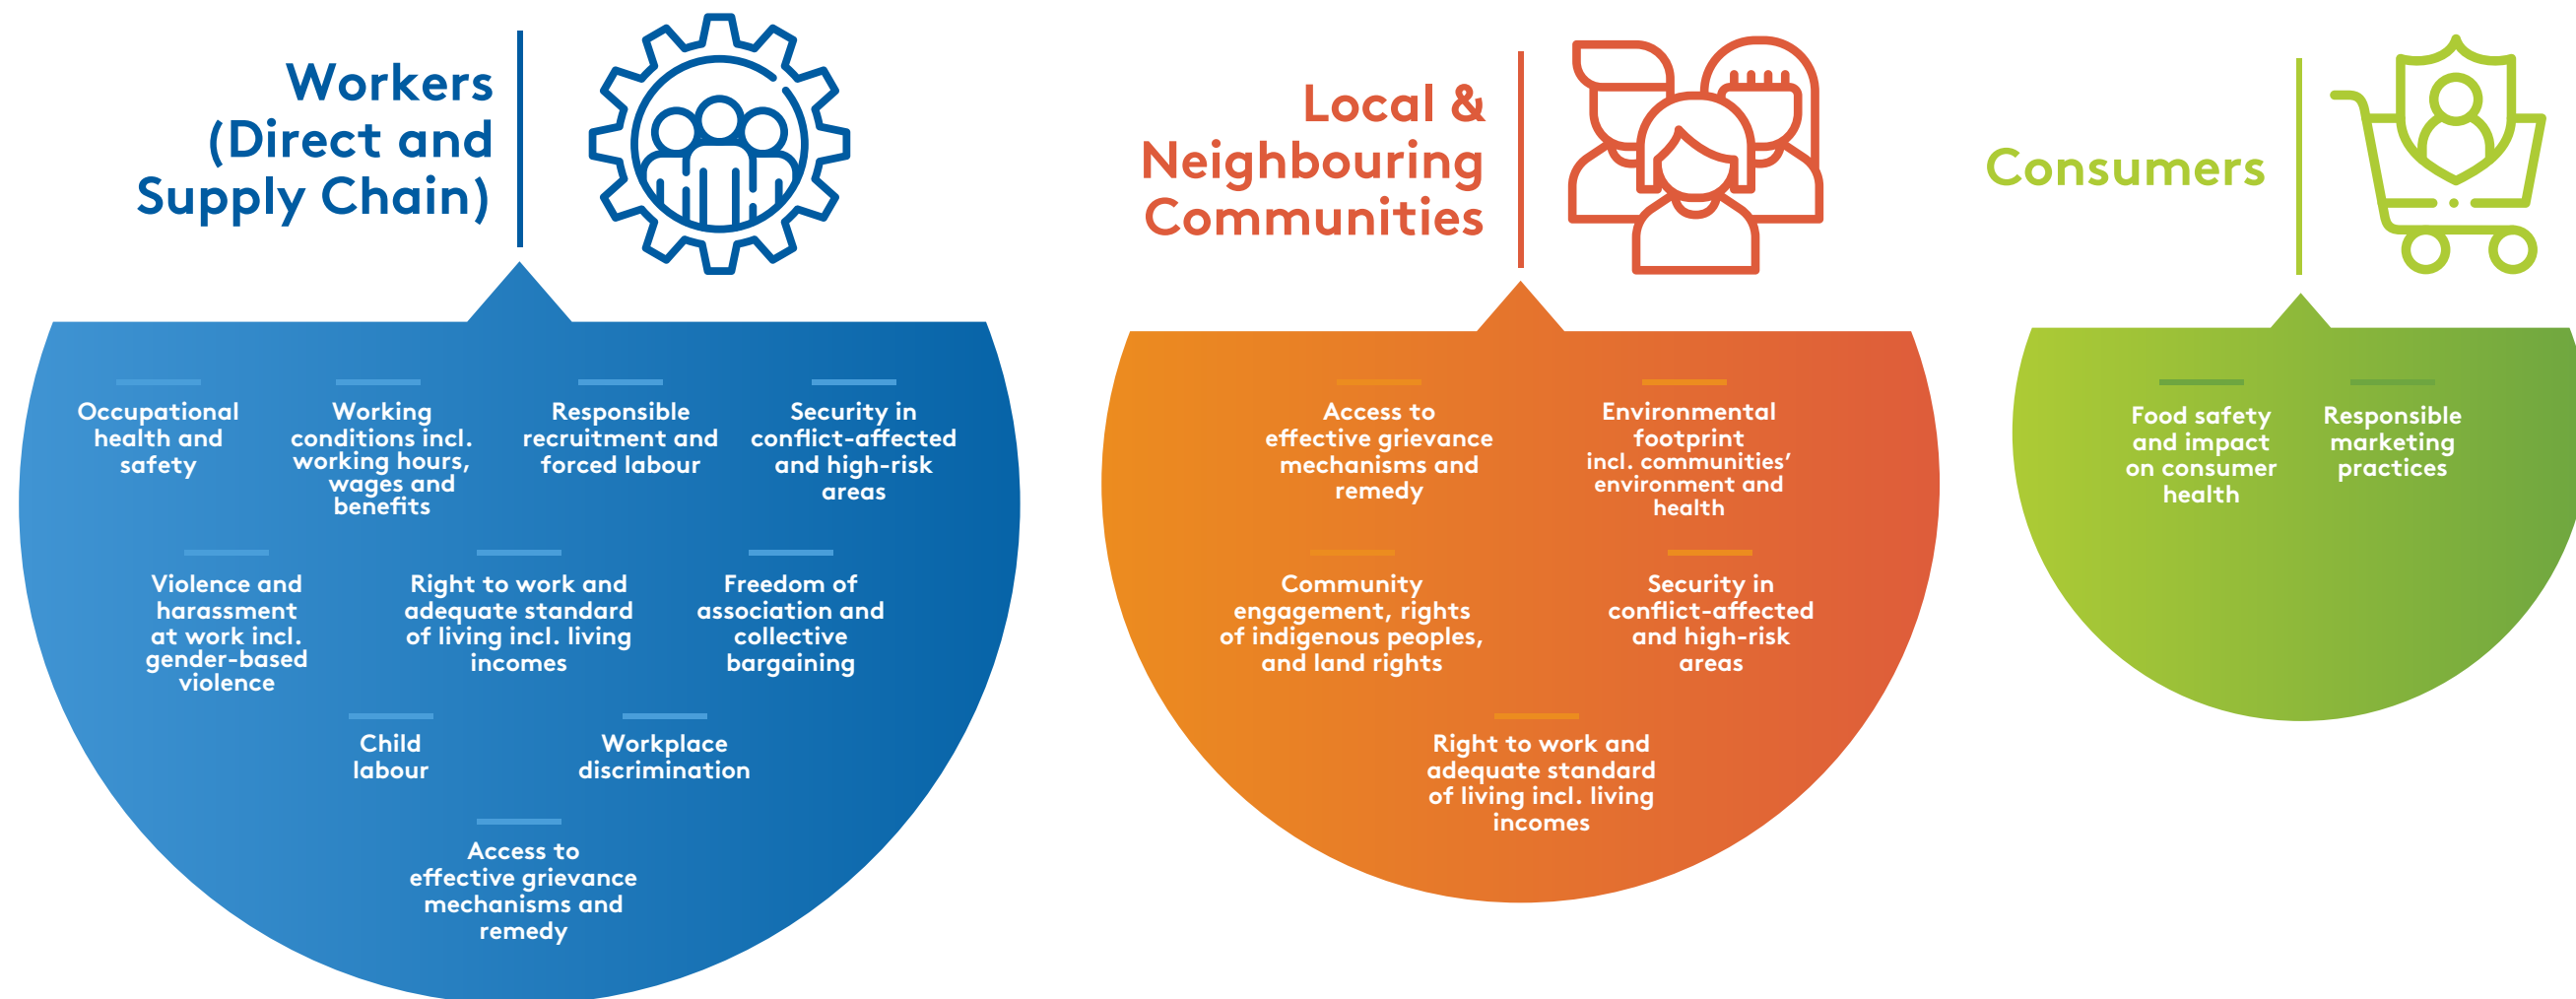 Workers
(Direct and
Supply Chain)
Occupational
health and
safety
Working
conditions incl.
working hours,
wages and
benefits
Responsible
recruitment and
forced labour
Security in
conflict-affected
and high-risk
areas
Violence and
harassment
at work incl.
gender-based
violence
Right to work and
adequate standard
of living incl. living
incomes
Freedom of
association and
collective
bargaining
Child
labour
Workplace
discrimination
Access to
effective grievance
mechanisms and
remedy
Local &
Neighbouring
Communities
Access to
effective grievance
mechanisms and
remedy
Environmental
footprint
incl. communities’
environment and
health
Community
engagement, rights
of indigenous peoples,
and land rights
Security in
conflict-affected
and high-risk
areas
Right to work and
adequate standard
of living incl. living
incomes
Consumers
Food safety
and impact
on consumer
health
Responsible
marketing
practices